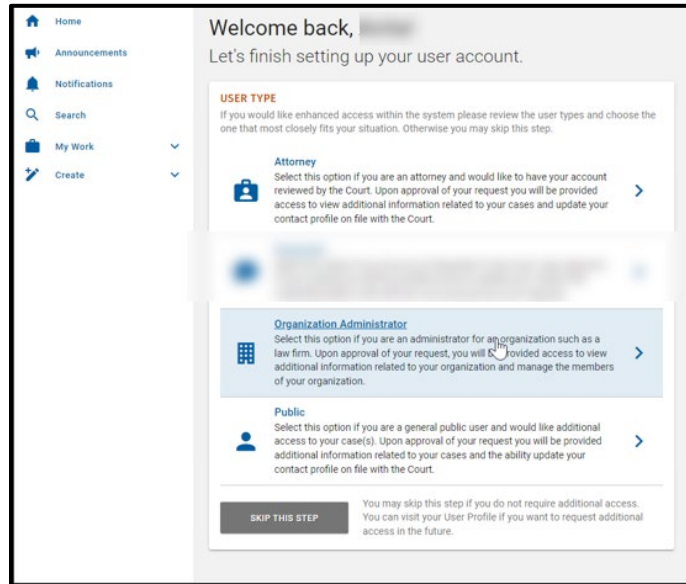 Home
Announcements
Notifications
Search
My Work
Create
Welcome back,
Let's finish setting up your user account.
USER TYPE
If you would like enhanced access within the system please review the user types and choose the
one that most closely fits your situation. Otherwise you may skip this step.
Attorney
Select this option if you are an attorney and would like to have your account
reviewed by the Court. Upon approval of your request you will be provided
access to view additional information related to your cases and update your
contact profile on file with the Court.
Organization Administrator
Select this option if you are an administrator for an organization such as a
law firm. Upon approval of your request, you will provided access to view
additional information related to your organization and manage the members
of your organization.
Public
Select this option if you are a general public user and would like additional
access to your case(s). Upon approval of your request you will be provided
additional information related to your cases and the ability update your
contact profile on file with the Court.
SKIP THIS STEP
You may skip this step if you do not require additional access.
You can visit your User Profile if you want to request additional
access in the future.